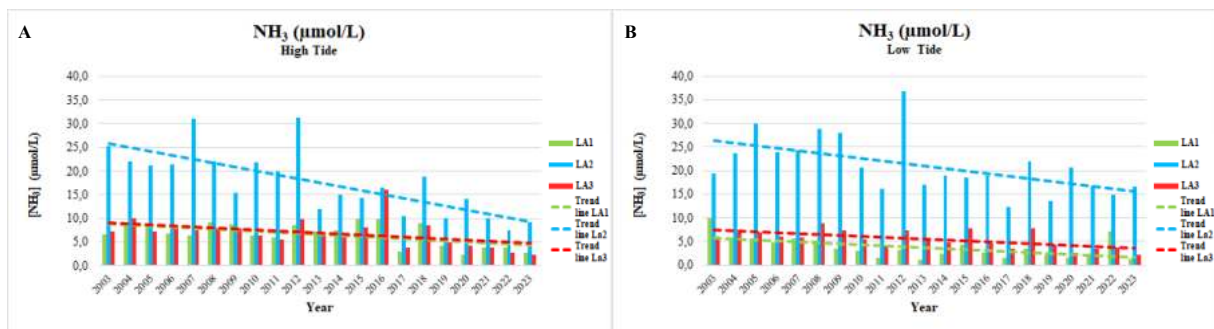 A
NH3 (µmol/L)
High Tide
[NH3] (µmol/L)
40,0
35,0
30,0
25,0
20,0
15,0
10,0
5,0
0,0
2003
2004
2005
2006
2007
2008
2009
2010
2011
2012
2013
2014
2015
2016
2017
2018
2019
2020
2021
2022
2023
Year
LA1
LA2
LA3
Trend
line LA1
Trend
line Ln2
Trend
line Ln3
B
NH3 (µmol/L)
Low Tide
[NH3] (µmol/L)
40,0
35,0
30,0
25,0
20,0
15,0
10,0
5,0
0,0
2003
2004
2005
2006
2007
2008
2009
2010
2011
2012
2013
2014
2015
2016
2017
2018
2019
2020
2021
2022
2023
Year
LA1
LA2
LA3
Trend
line LA1
Trend
line Ln2
Trend
line Ln3